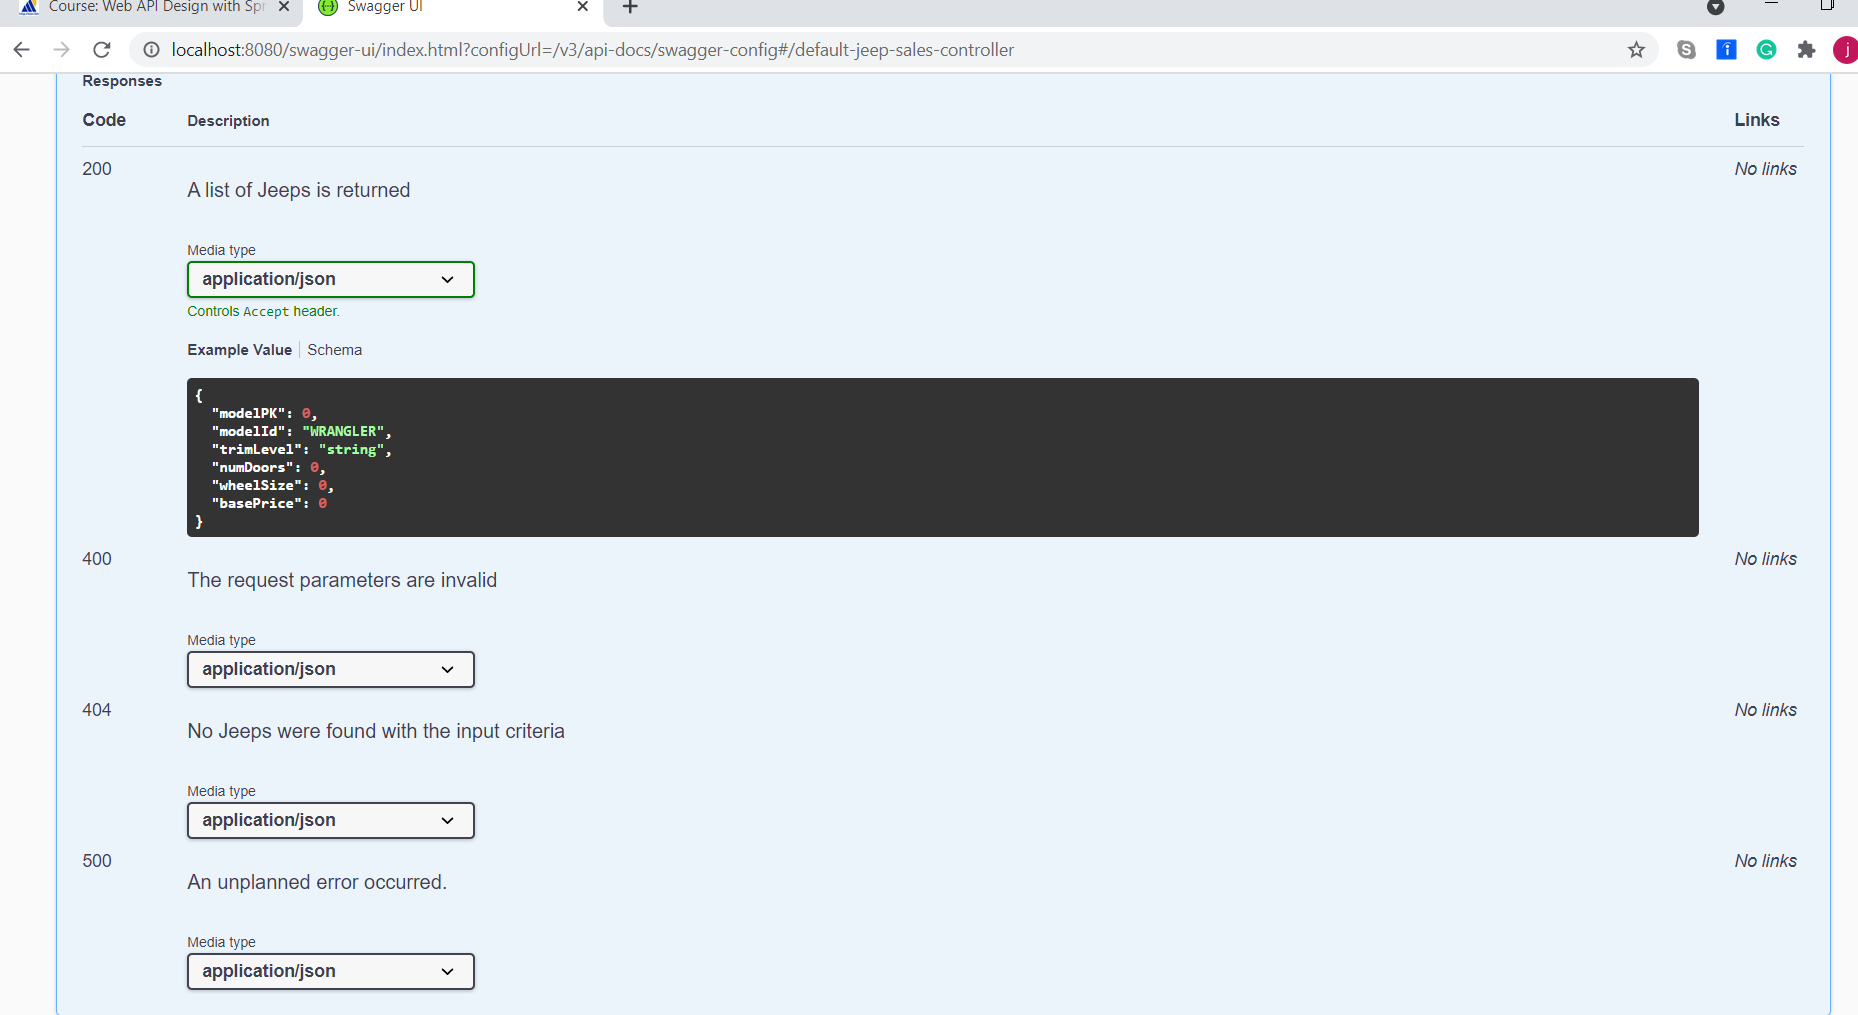 Course: Web API Design with Spr
Swagger UI
localhost:8080/swagger-ui/index.html?configUrl=/v3/api-docs/swagger-config#/default-jeep-sales-controller
S
i
G
j
Responses
Code Description Links
200 No links
A list of Jeeps is returned
Media type
application/json
Controls Accept header.
Example Value Schema
{
"modelPK": 0,
"modelId": "WRANGLER",
"trimLevel": "string",
"numDoors": 0,
"wheelSize": 0,
"basePrice": 0
}
400 No links
The request parameters are invalid
Media type
application/json
404 No links
No Jeeps were found with the input criteria
Media type
application/json
500 No links
An unplanned error occurred.
Media type
application/json